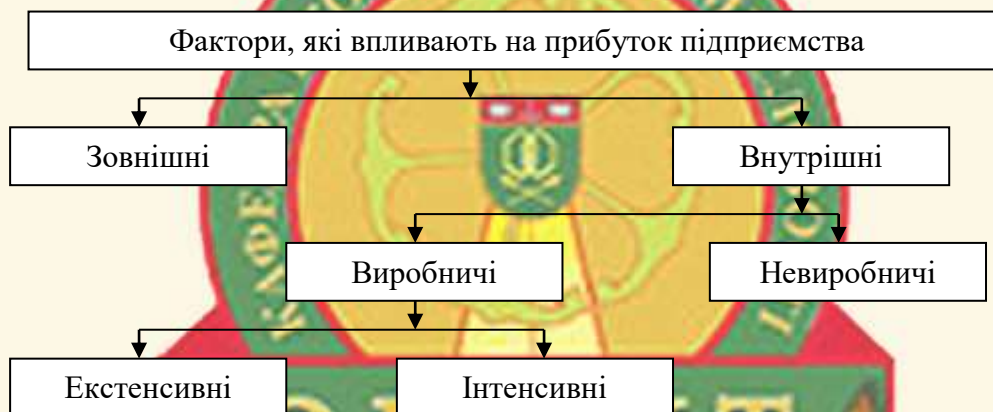 Фактори, які впливають на прибуток підприємства
Зовнішні
Внутрішні
Виробничі
Невиробничі
Екстенсивні
Інтенсивні